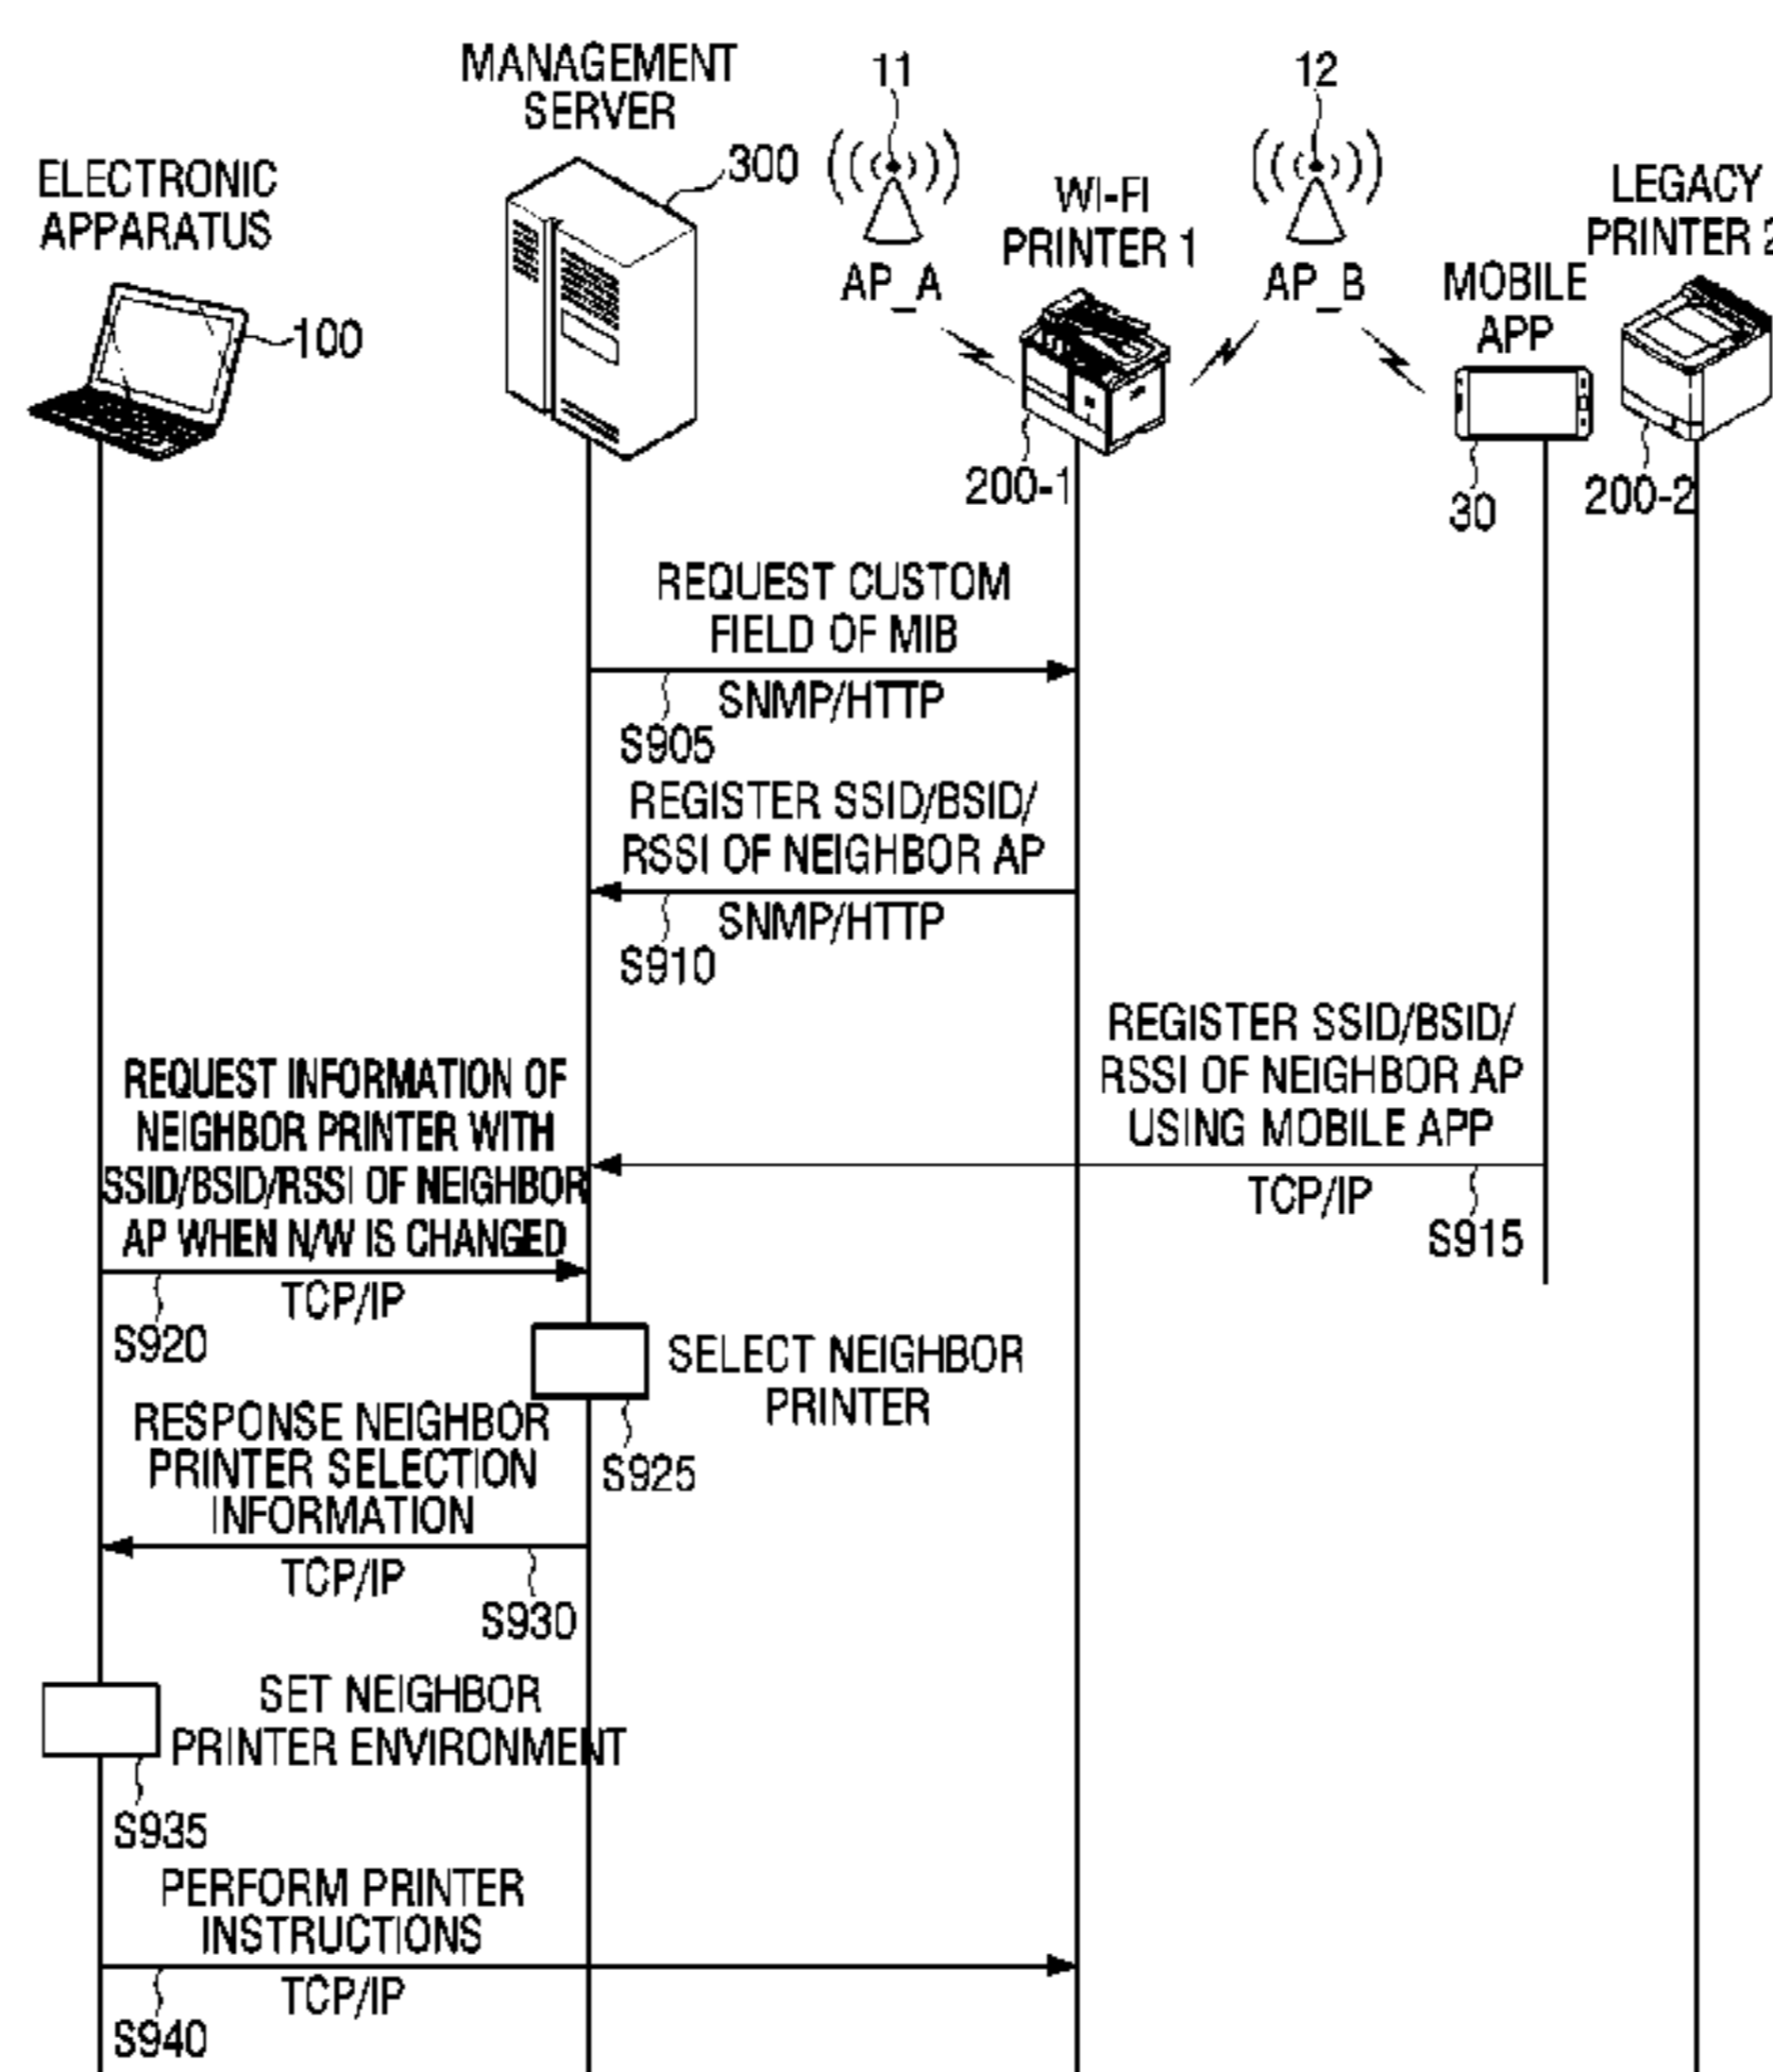 MANAGEMENT
SERVER
11
12
300
ELECTRONIC
APPARATUS
WI-FI
PRINTER 1
LEGACY
PRINTER 2
AP_A
AP_B
MOBILE
APP
100
200-1
30
200-2
REQUEST CUSTOM
FIELD OF MIB
SNMP/HTTP
S905
REGISTER SSID/BSID/
RSSI OF NEIGHBOR AP
SNMP/HTTP
S910
REGISTER SSID/BSID/
RSSI OF NEIGHBOR AP
USING MOBILE APP
TCP/IP
S915
REQUEST INFORMATION OF
NEIGHBOR PRINTER WITH
SSID/BSID/RSSI OF NEIGHBOR
AP WHEN N/W IS CHANGED
TCP/IP
S920
SELECT NEIGHBOR
PRINTER
S925
RESPONSE NEIGHBOR
PRINTER SELECTION
INFORMATION
TCP/IP
S930
SET NEIGHBOR
PRINTER ENVIRONMENT
S935
PERFORM PRINTER
INSTRUCTIONS
TCP/IP
S940